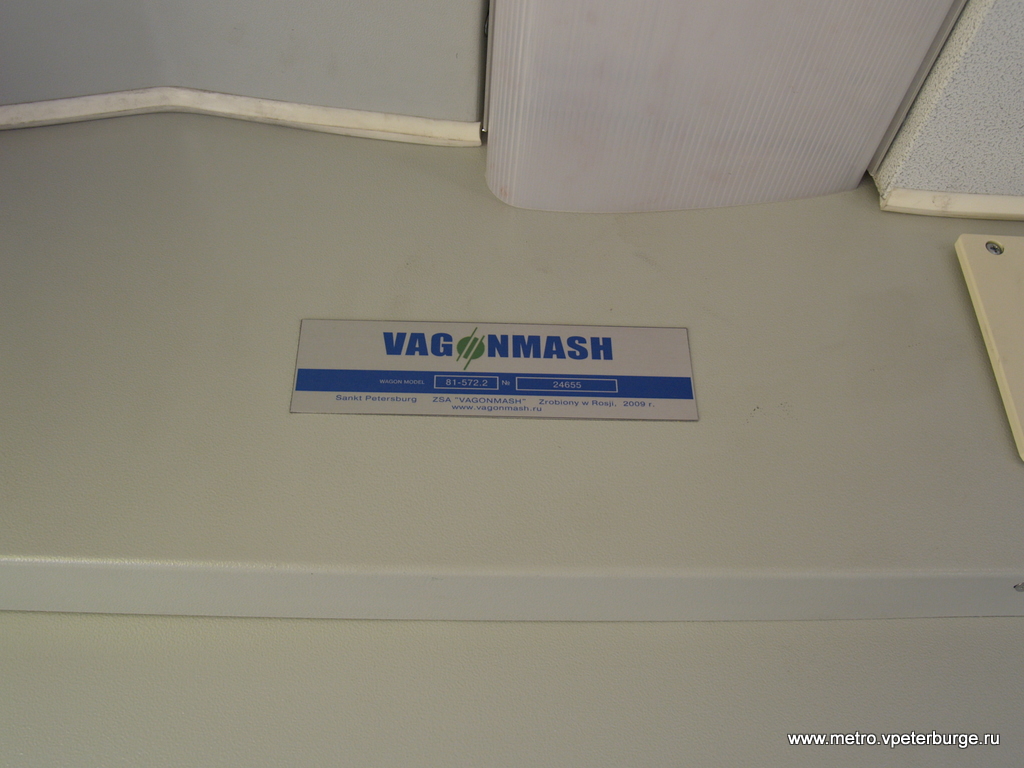 VAGONMASH
WAGON MODEL 81-572.2 № 24655
Sankt Petersburg ZSA "VAGONMASH" Zrobiony w Rosji, 2009 r.
www.vagonmash.ru
www.metro.vpeterburge.ru